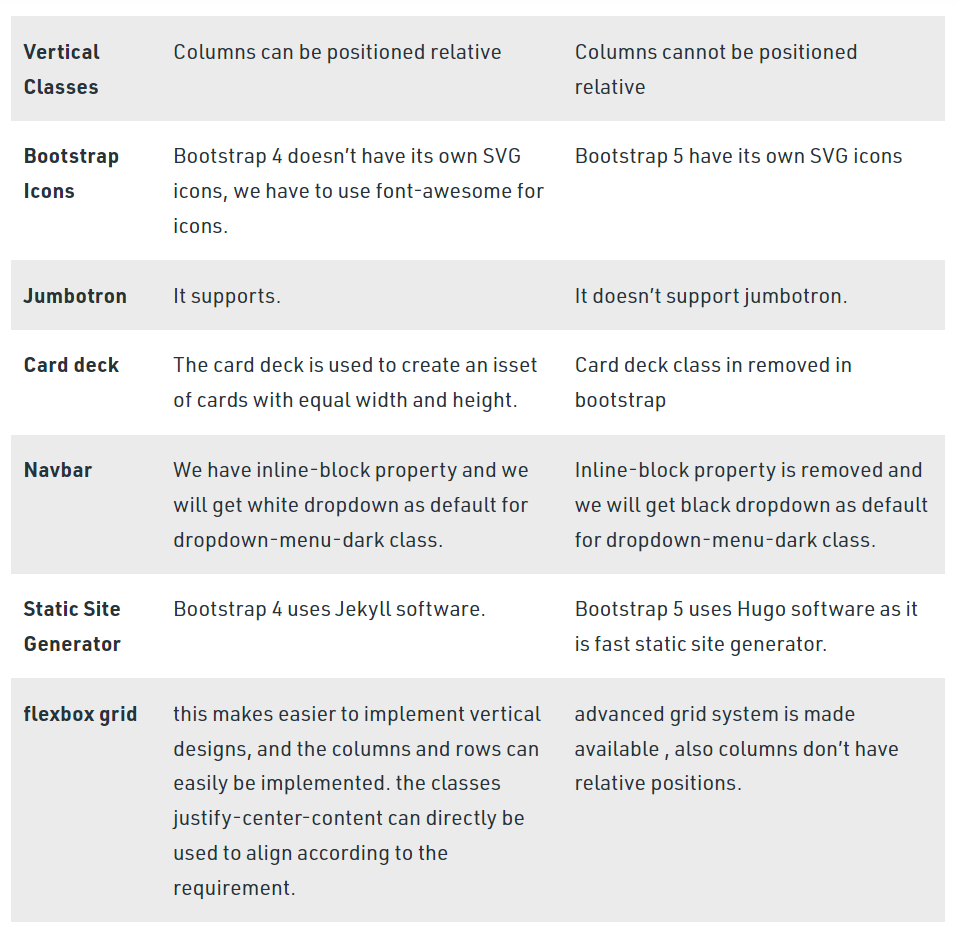 Vertical Classes
Columns can be positioned relative
Columns cannot be positioned
relative
Bootstrap Icons
Bootstrap 4 doesn’t have its own SVG
icons, we have to use font-awesome for
icons.
Bootstrap 5 have its own SVG icons
Jumbotron
It supports.
It doesn’t support jumbotron.
Card deck
The card deck is used to create an isset
of cards with equal width and height.
Card deck class in removed in
bootstrap
Navbar
We have inline-block property and we
will get white dropdown as default for
dropdown-menu-dark class.
Inline-block property is removed and
we will get black dropdown as default
for dropdown-menu-dark class.
Static Site
Generator
Bootstrap 4 uses Jekyll software.
Bootstrap 5 uses Hugo software as it
is fast static site generator.
flexbox grid
this makes easier to implement vertical
designs, and the columns and rows can
easily be implemented. the classes
justify-center-content can directly be
used to align according to the
requirement.
advanced grid system is made
available , also columns don’t have
relative positions.